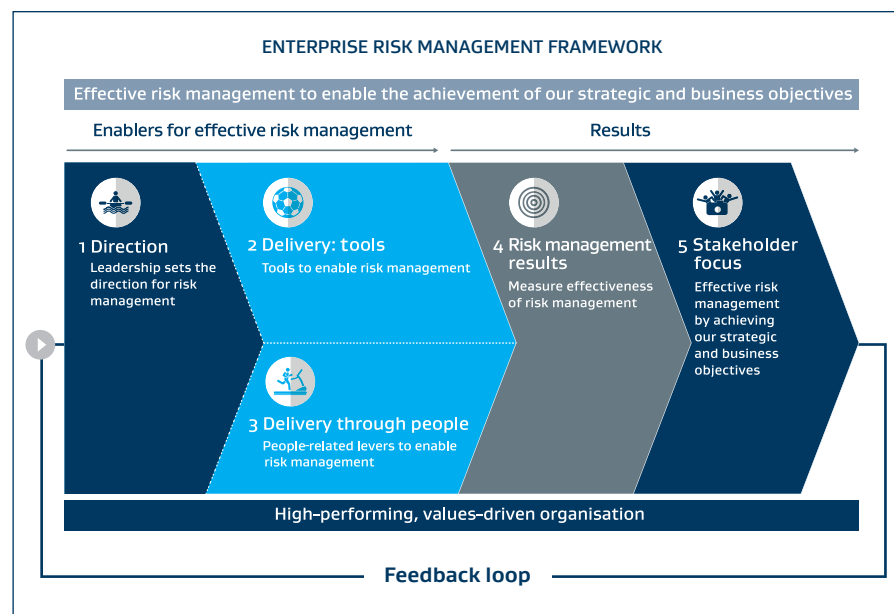 ENTERPRISE RISK MANAGEMENT FRAMEWORK
Effective risk management to enable the achievement of our strategic and business objectives
Enablers for effective risk management
Results
1 Direction
Leadership sets the
direction for risk
management
2 Delivery: tools
Tools to enable risk management
3 Delivery through people
People-related levers to enable
risk management
4 Risk management
results
Measure effectiveness
of risk management
5 Stakeholder
focus
Effective risk
management
by achieving
our strategic
and business
objectives
High-performing, values-driven organisation
Feedback loop